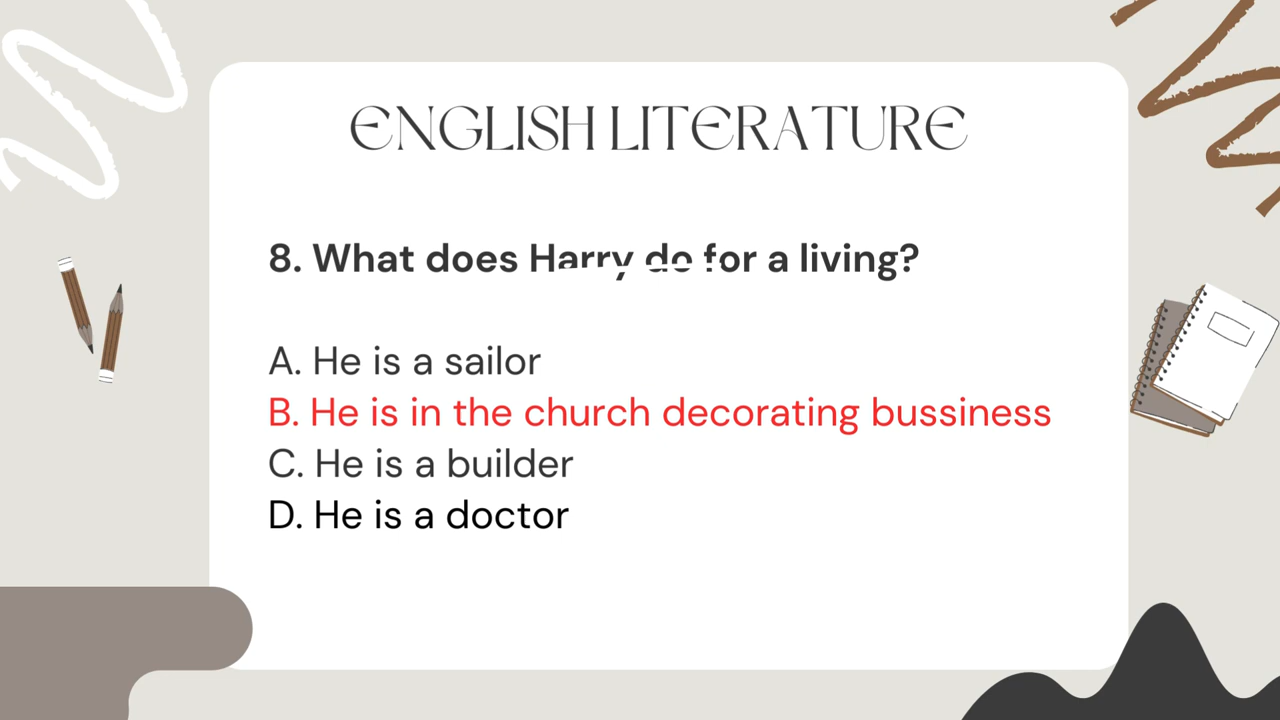 ENGLISH LITERATURE
8. What does Harry do for a living?
A. He is a sailor
B. He is in the church decorating bussiness
C. He is a builder
D. He is a doctor